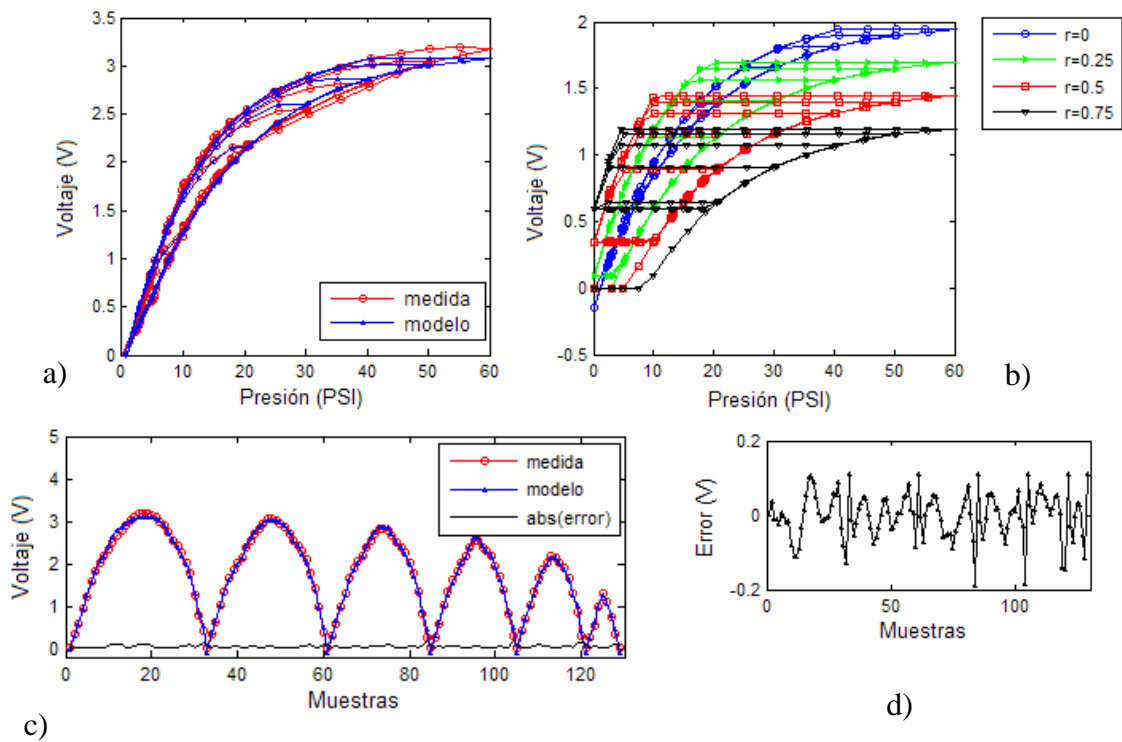 3.5
3
2.5
2
1.5
1
0.5
0
Voltaje (V)
0 10 20 30 40 50 60
Presión (PSI)
medida
modelo
a)
2
1.5
1
0.5
0
-0.5
Voltaje (V)
0 10 20 30 40 50 60
Presión (PSI)
r=0
r=0.25
r=0.5
r=0.75
b)
5
4
3
2
1
0
Voltaje (V)
0 20 40 60 80 100 120
Muestras
medida
modelo
abs(error)
c)
0.2
0
-0.2
Error (V)
0 50 100
Muestras
d)